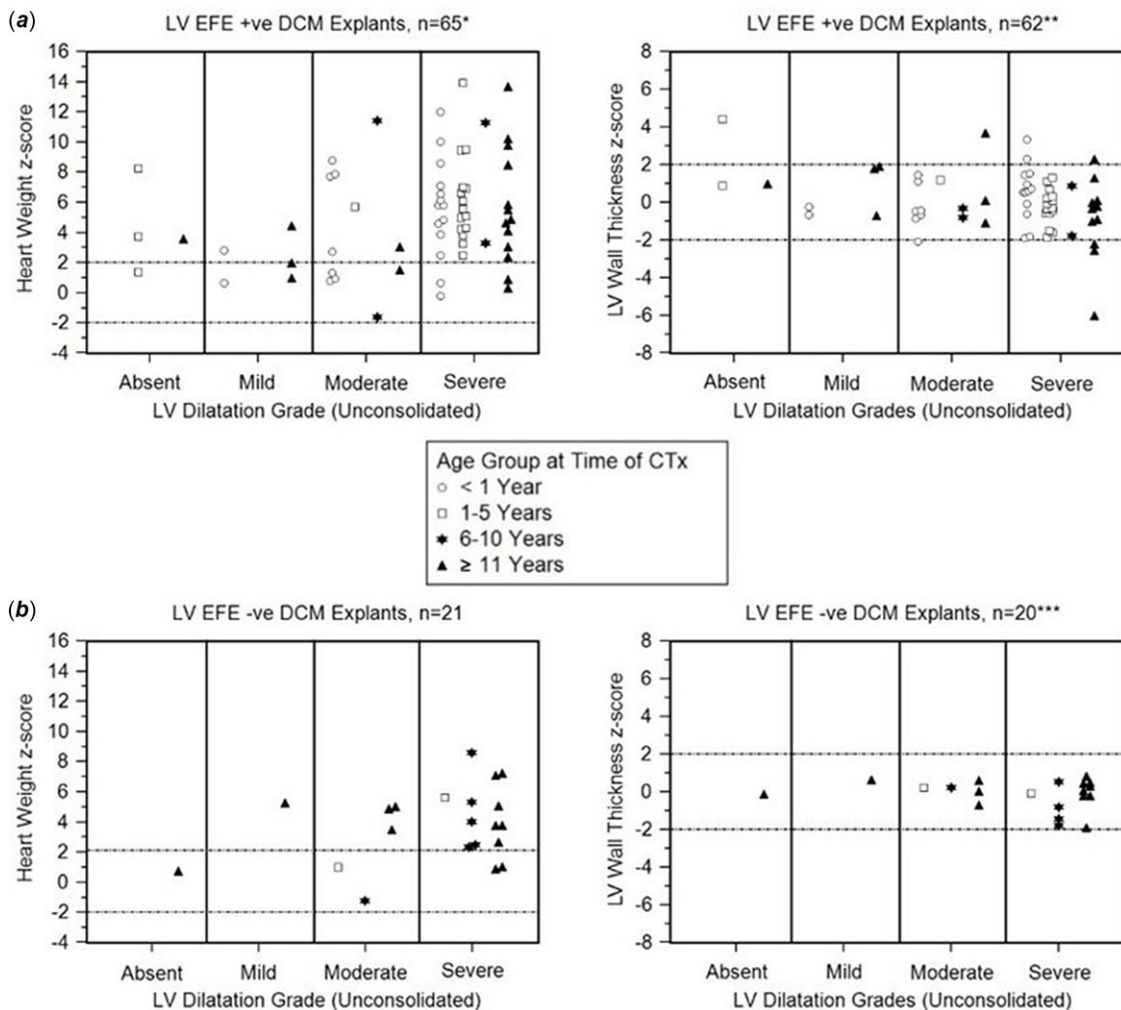 (a)
LV EFE +ve DCM Explants, n=65*
Heart Weight z-score
16
14
12
10
8
6
4
2
0
-2
-4
Absent Mild Moderate Severe
LV Dilatation Grade (Unconsolidated)
LV EFE +ve DCM Explants, n=62**
LV Wall Thickness z-score
8
6
4
2
0
-2
-4
-6
-8
Absent Mild Moderate Severe
LV Dilatation Grades (Unconsolidated)
Age Group at Time of CTx
< 1 Year
1-5 Years
6-10 Years
≥ 11 Years
(b)
LV EFE -ve DCM Explants, n=21
Heart Weight z-score
16
14
12
10
8
6
4
2
0
-2
-4
Absent Mild Moderate Severe
LV Dilatation Grade (Unconsolidated)
LV EFE -ve DCM Explants, n=20***
LV Wall Thickness z-score
8
6
4
2
0
-2
-4
-6
-8
Absent Mild Moderate Severe
LV Dilatation Grades (Unconsolidated)